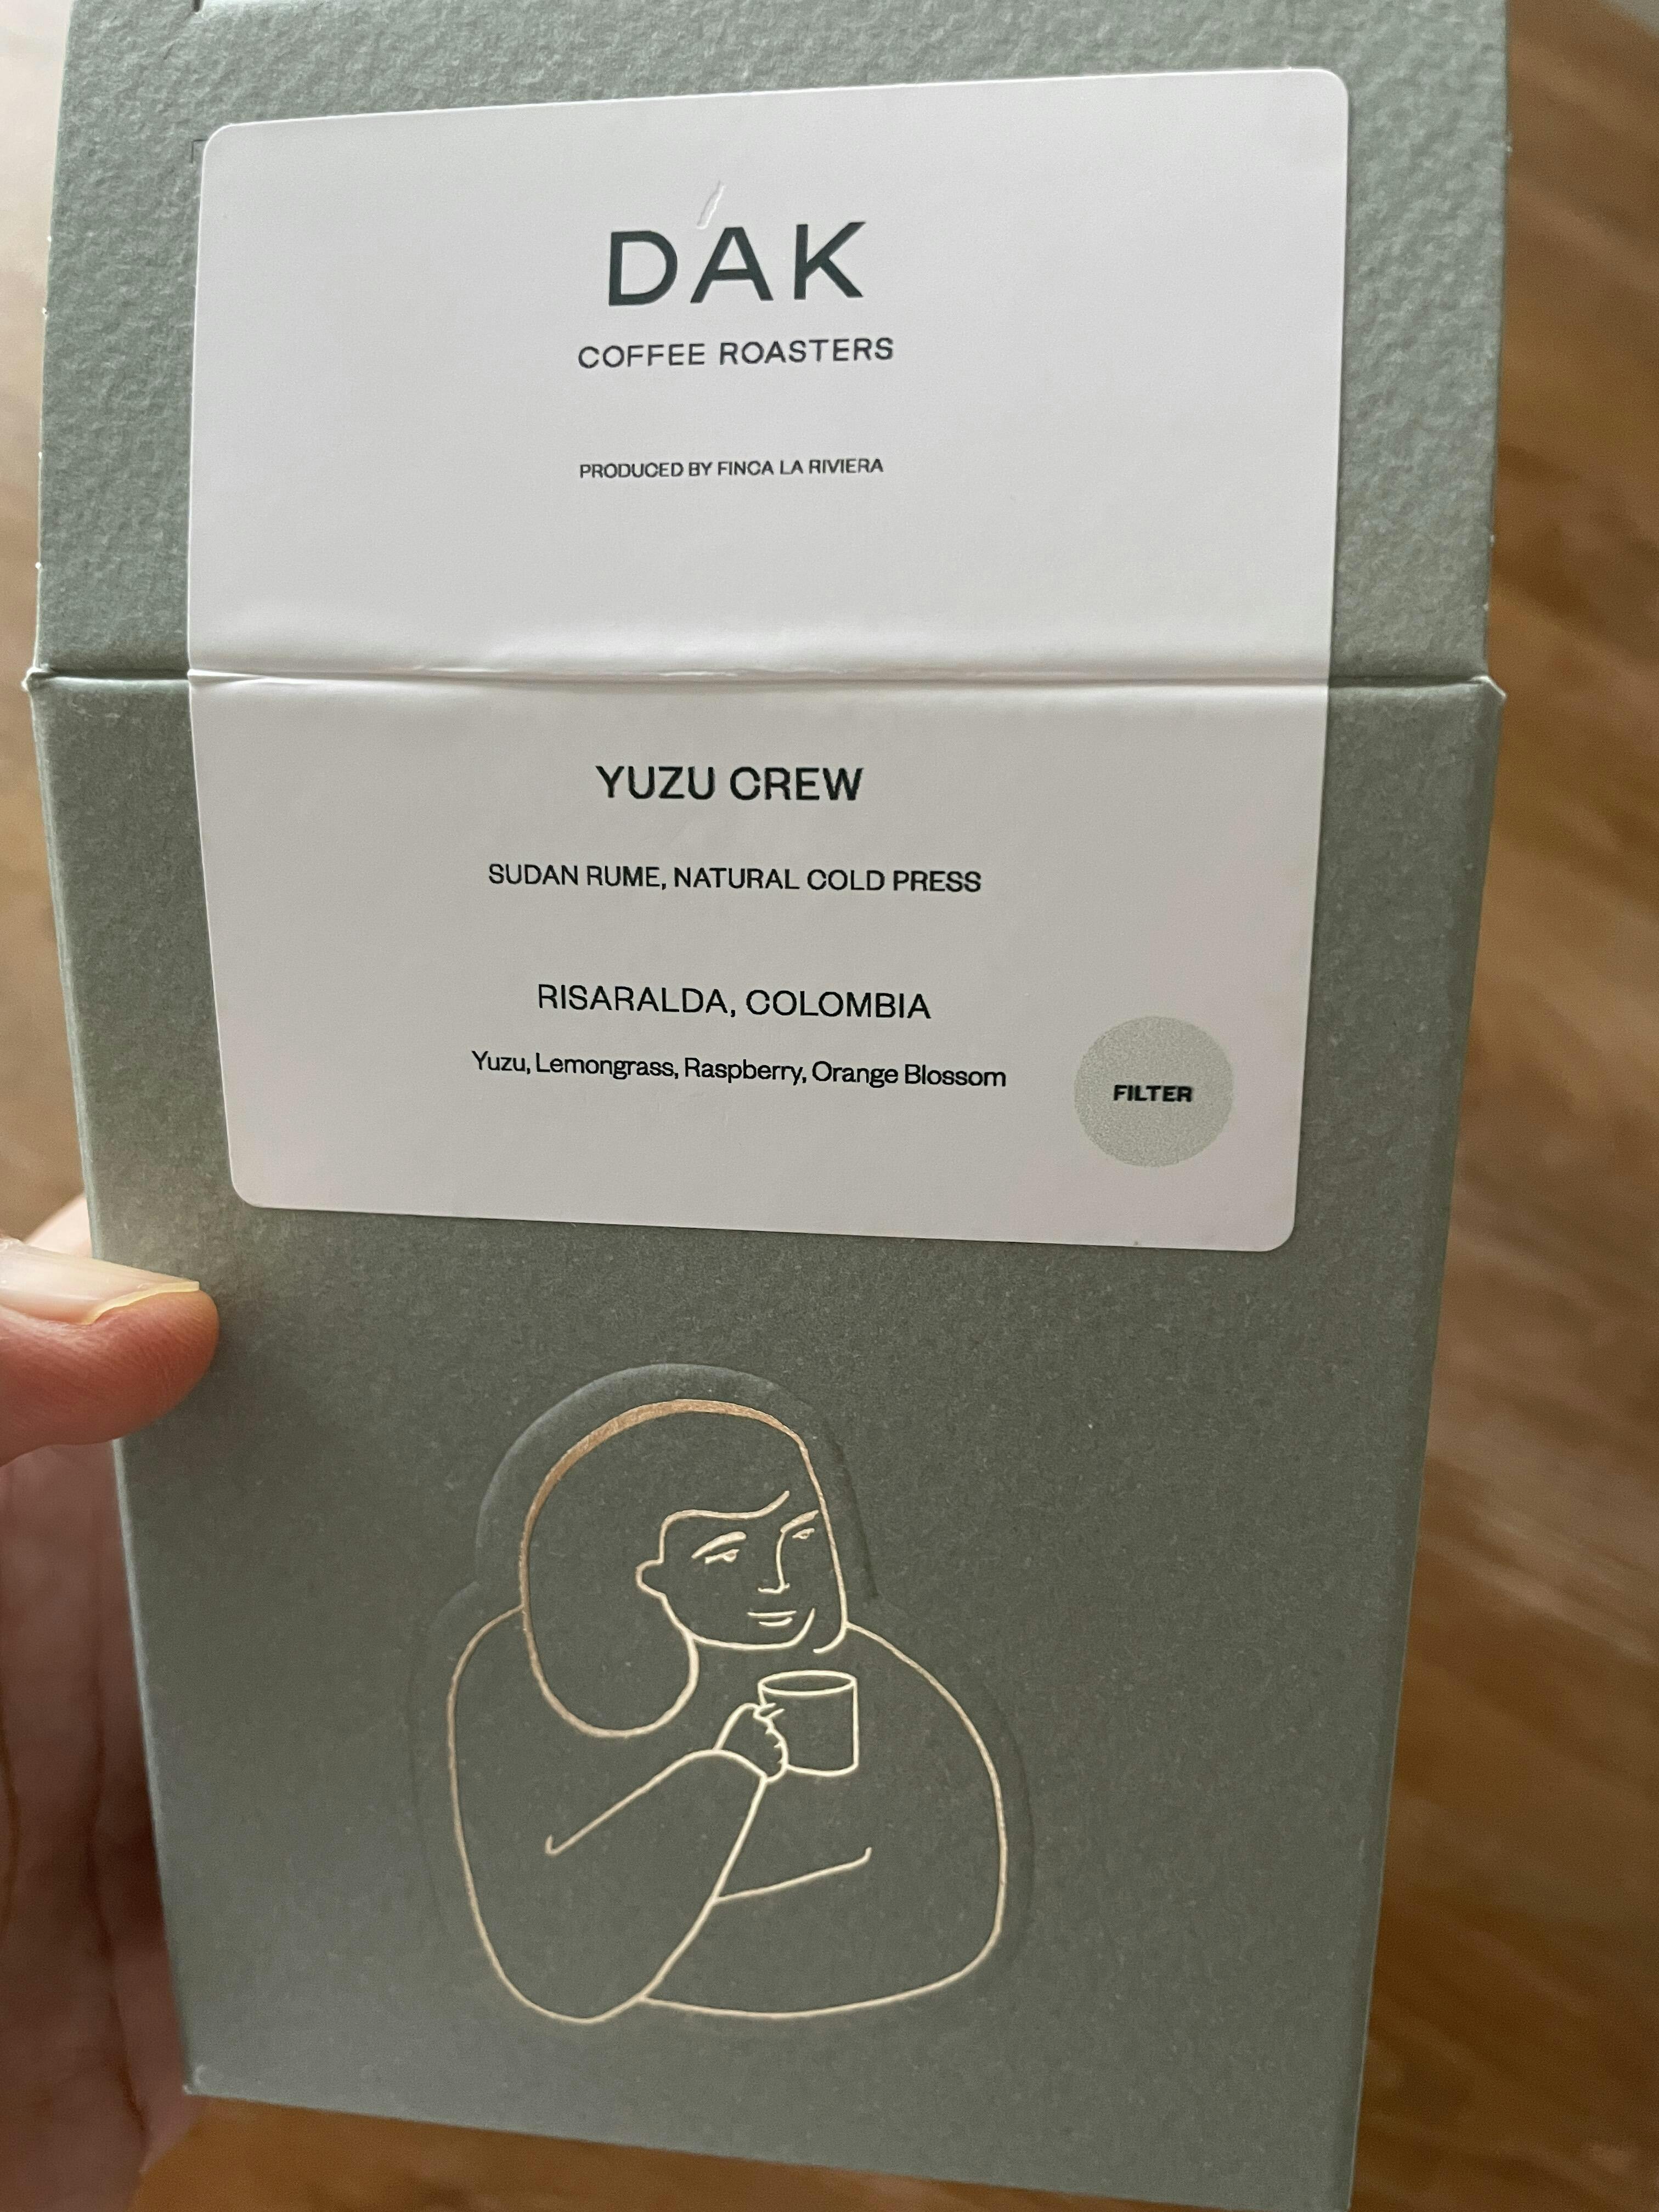 DAK
COFFEE ROASTERS
PRODUCED BY FINCA LA RIVIERA
YUZU CREW
SUDAN RUME, NATURAL COLD PRESS
RISARALDA, COLOMBIA
Yuzu, Lemongrass, Raspberry, Orange Blossom
FILTER